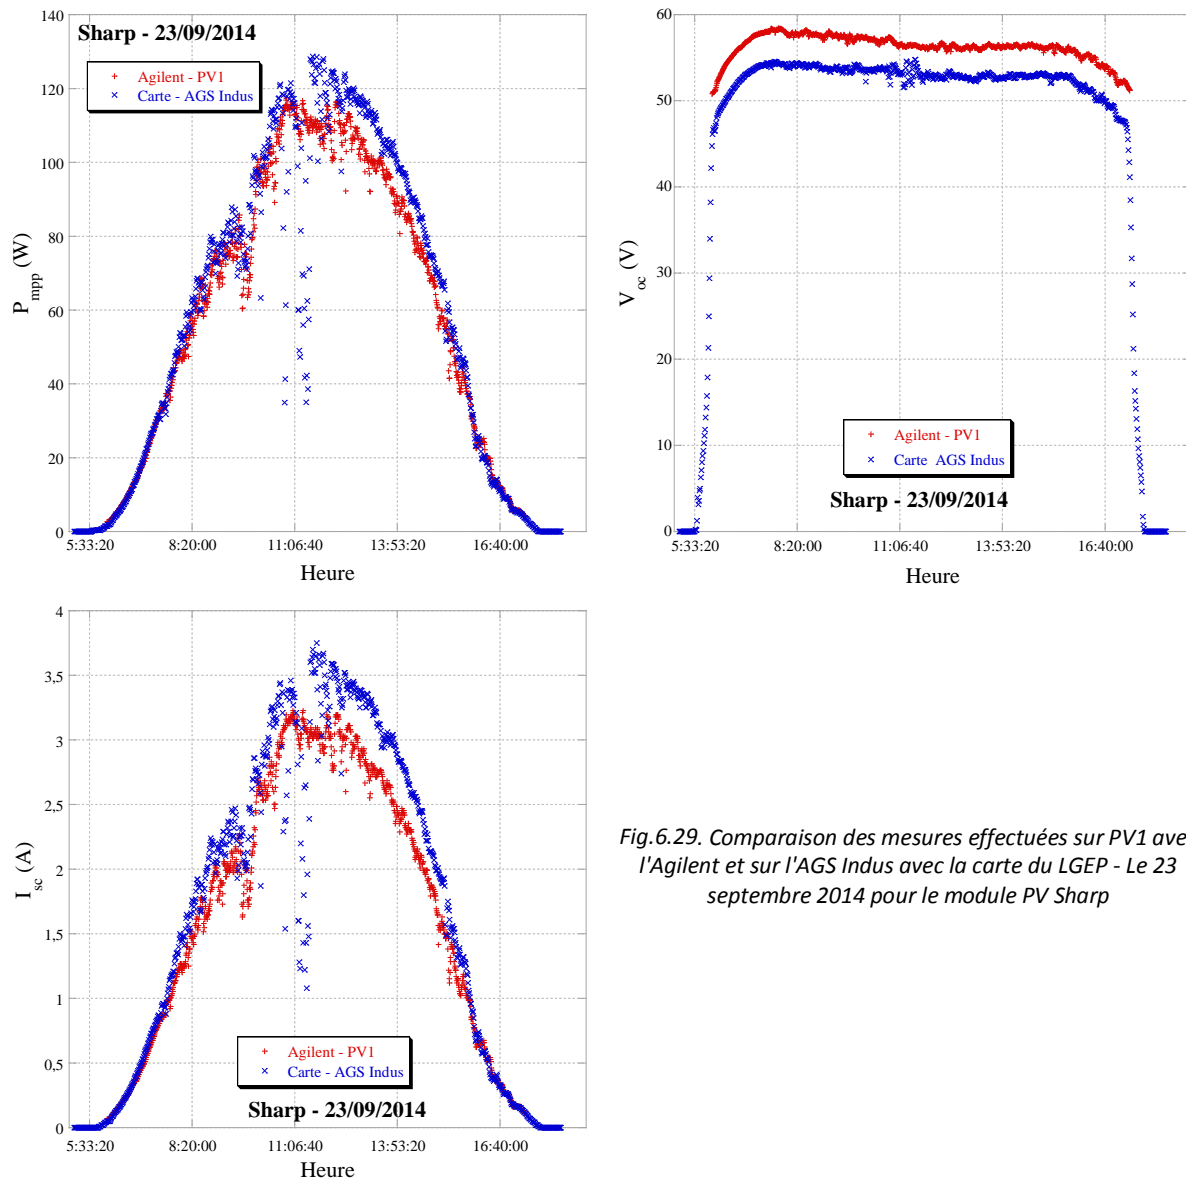 140
120
100
80
60
40
20
0
P mpp (W)
Sharp - 23/09/2014
Agilent - PV1
Carte - AGS Indus
5:33:20 8:20:00 11:06:40 13:53:20 16:40:00
Heure
60
50
40
30
20
10
0
V oc (V)
Agilent - PV1
Carte AGS Indus
Sharp - 23/09/2014
5:33:20 8:20:00 11:06:40 13:53:20 16:40:00
Heure
4
3,5
3
2,5
2
1,5
1
0,5
0
I sc (A)
Agilent - PV1
Carte - AGS Indus
Sharp - 23/09/2014
5:33:20 8:20:00 11:06:40 13:53:20 16:40:00
Heure
Fig.6.29. Comparaison des mesures effectuées sur PV1 ave
l'Agilent et sur l'AGS Indus avec la carte du LGEP - Le 23
septembre 2014 pour le module PV Sharp